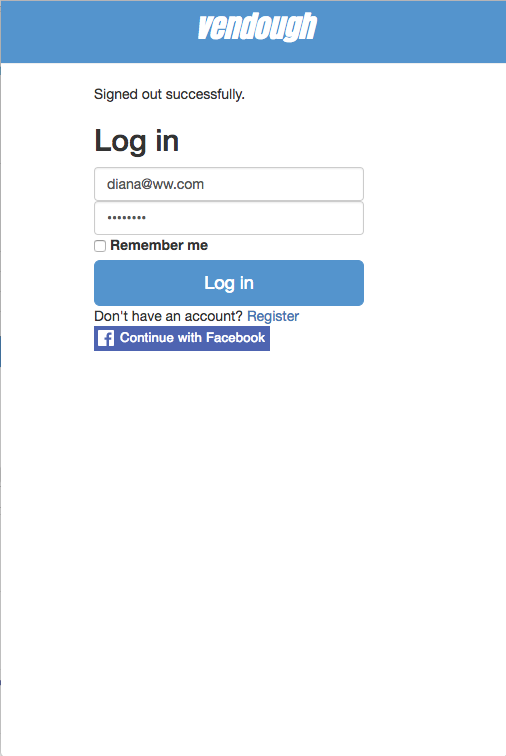 vendough
Signed out successfully.
Log in
diana@ww.com
••••••••
Remember me
Log in
Don't have an account? Register
Continue with Facebook